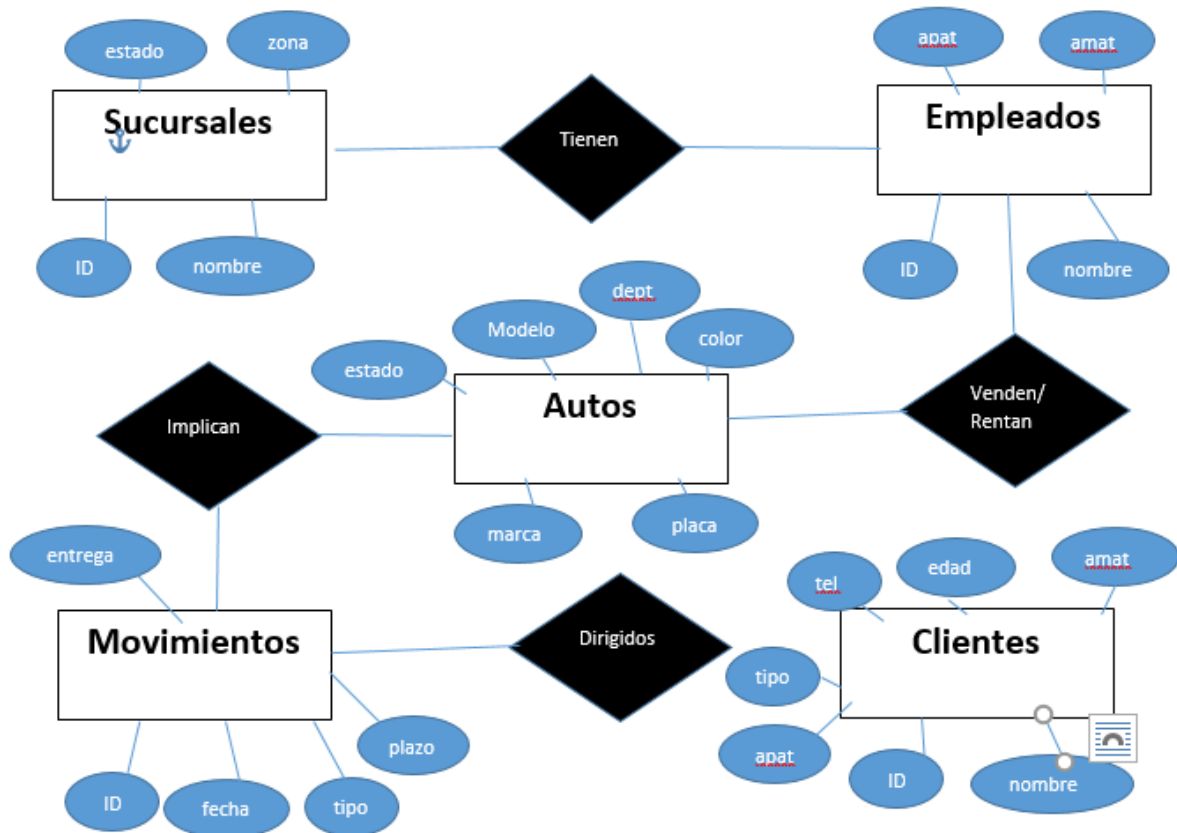 estado
zona
apat
amat
Sucursales
Tienen
Empleados
ID
nombre
ID
nombre
dept
Modelo
color
estado
Autos
Venden/
Rentan
Implican
marca
placa
entrega
tel
edad
amat
Movimientos
Dirigidos
Clientes
tipo
plazo
apat
ID
fecha
tipo
ID
nombre